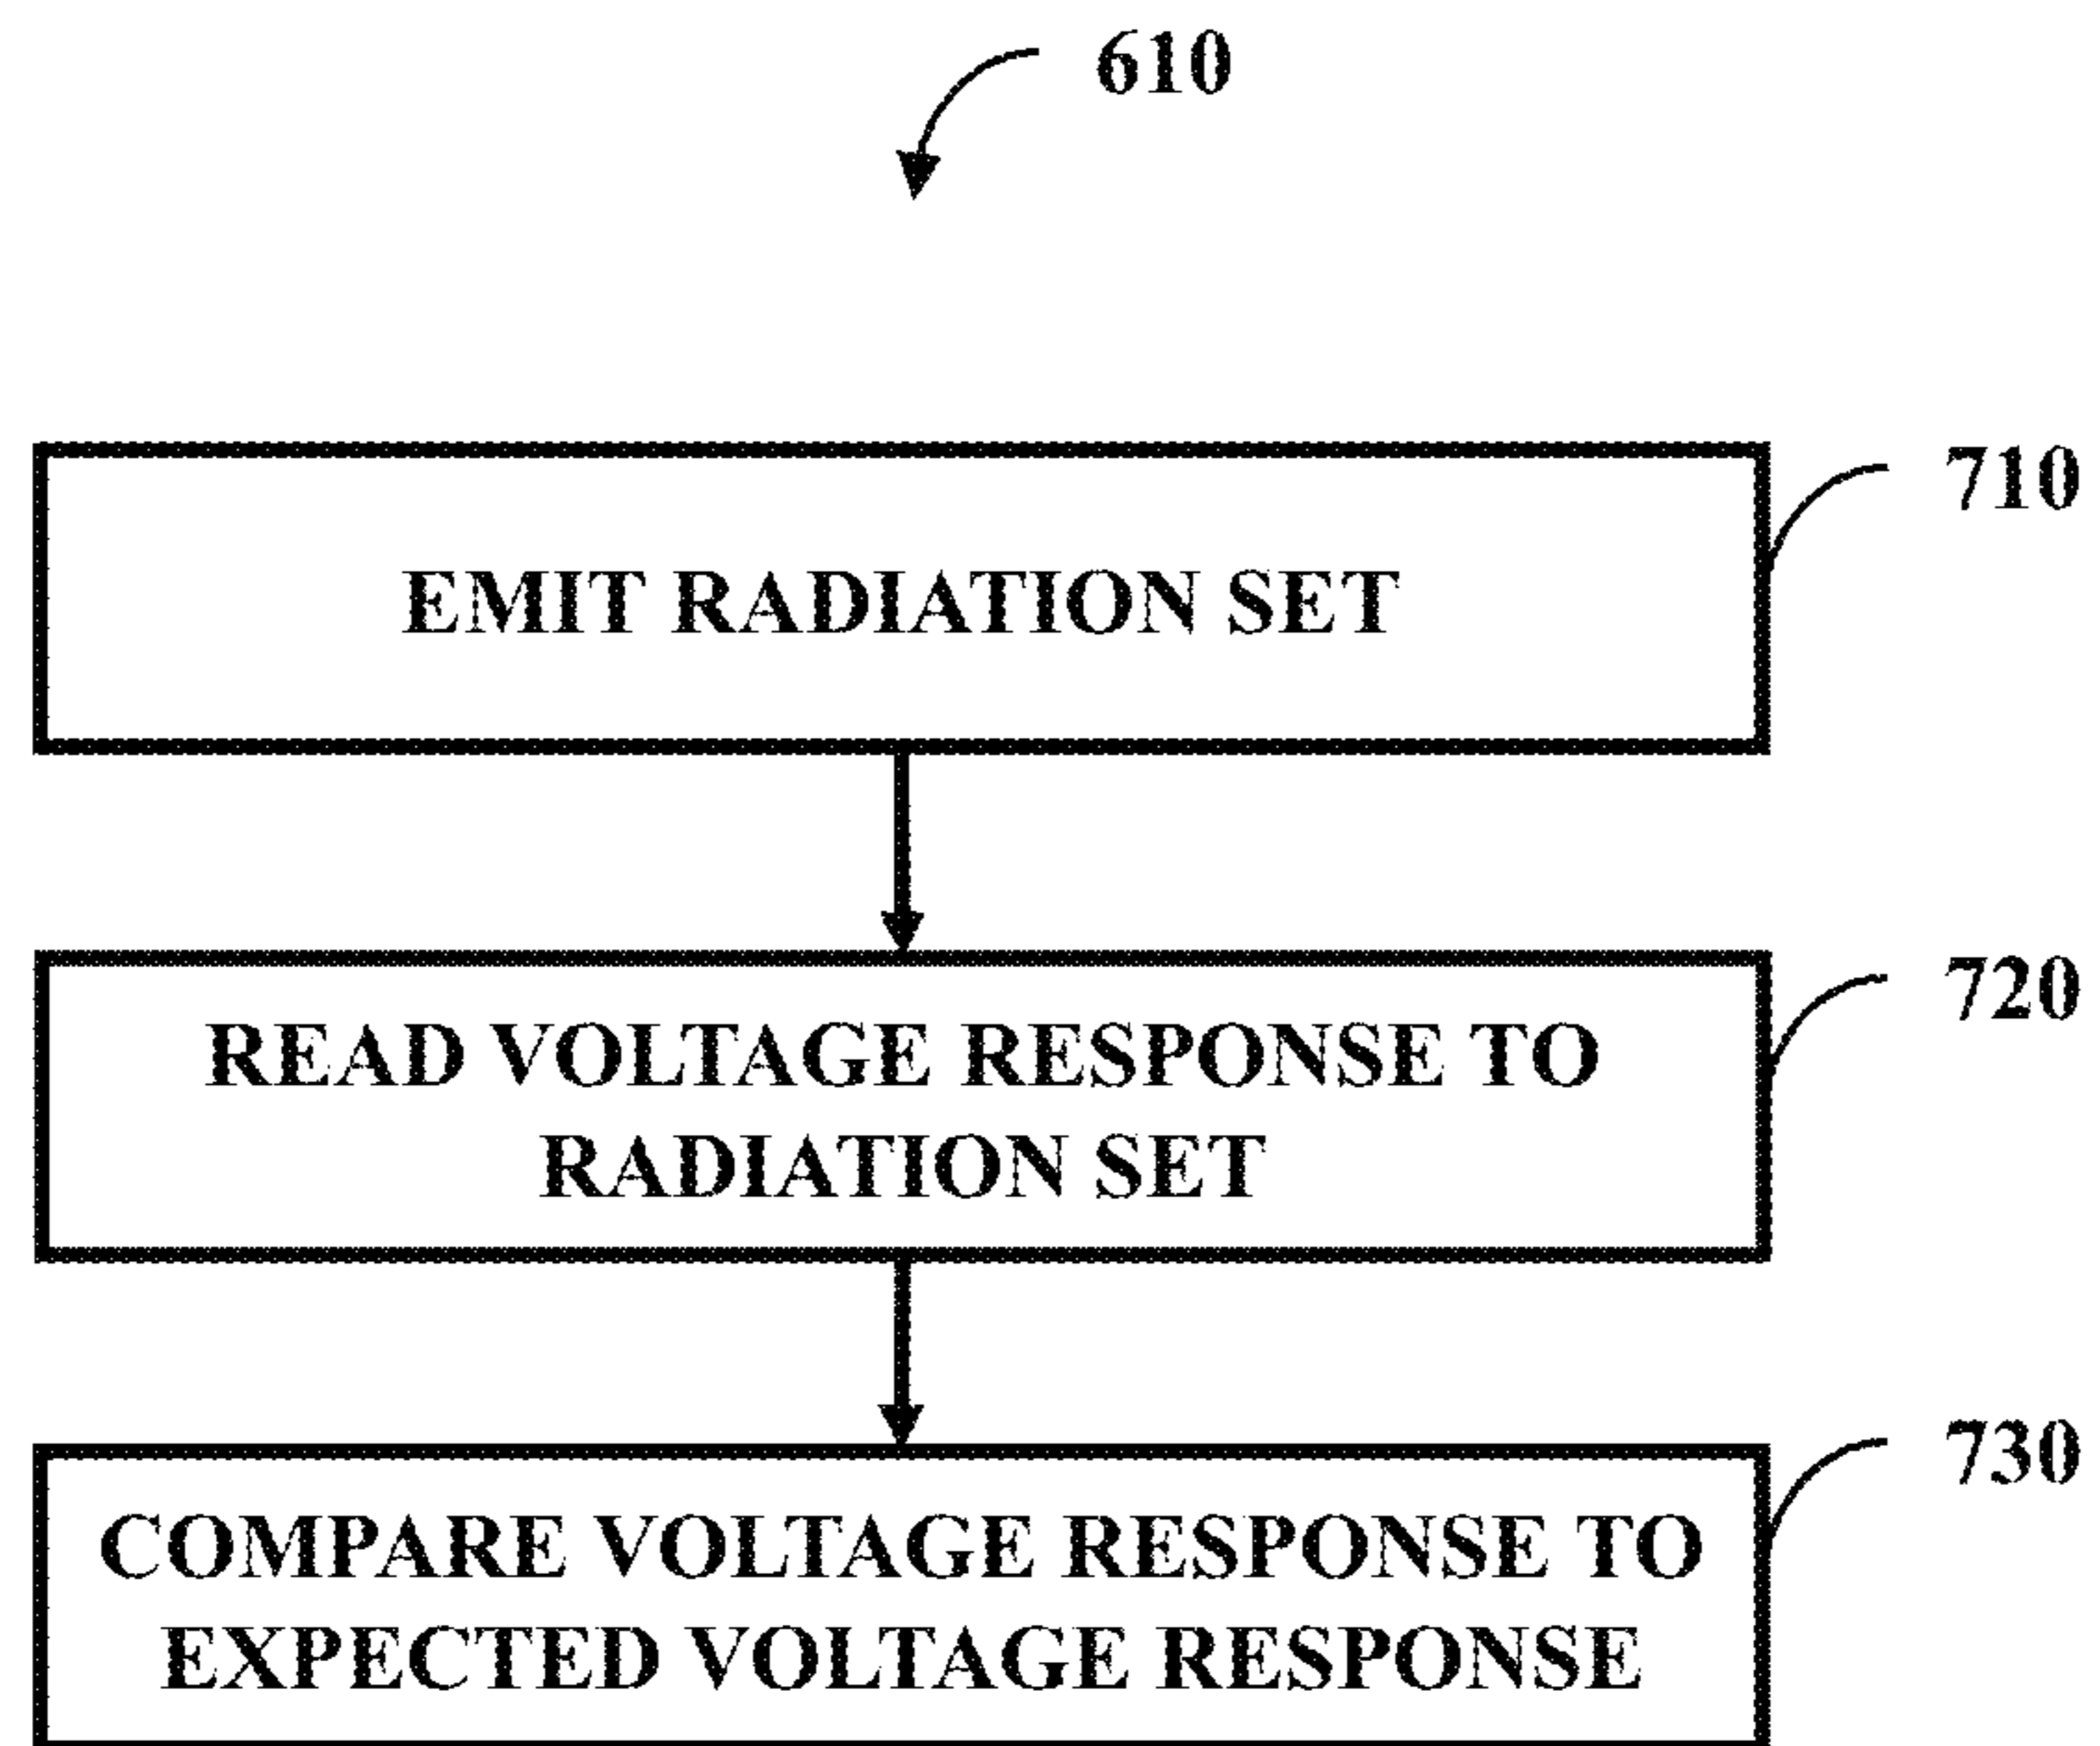 610
710
EMIT RADIATION SET
720
READ VOLTAGE RESPONSE TO
RADIATION SET
730
COMPARE VOLTAGE RESPONSE TO
EXPECTED VOLTAGE RESPONSE